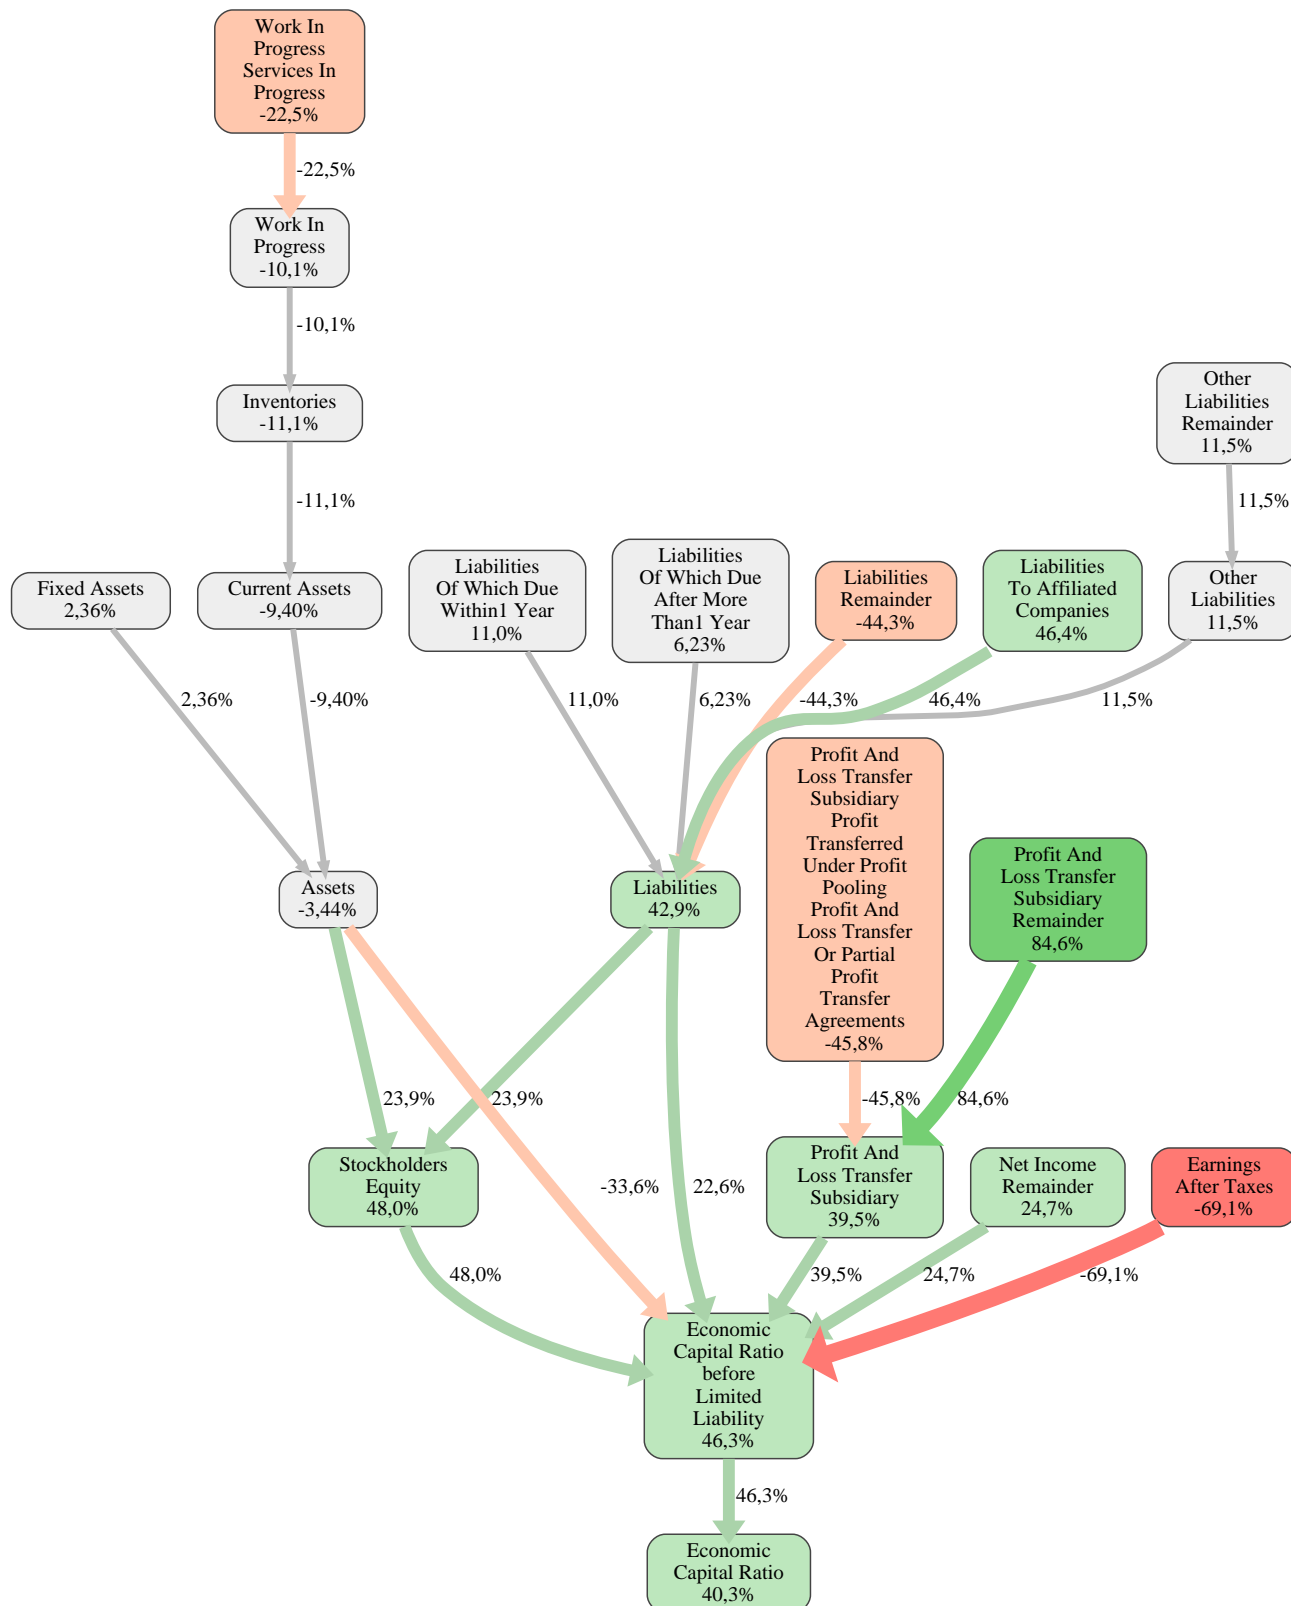 Work In
Progress
Services In
Progress
-22,5%
-22,5%
Work In
Progress
-10,1%
-10,1%
Inventories
-11,1%
-11,1%
Other
Liabilities
Remainder
11,5%
11,5%
Fixed Assets
2,36%
Current Assets
-9,40%
Liabilities
Of Which Due
Within1 Year
11,0%
Liabilities
Of Which Due
After More
Than1 Year
6,23%
Liabilities
Remainder
-44,3%
Liabilities
To Affiliated
Companies
46,4%
Other
Liabilities
11,5%
2,36%
-9,40%
11,0%
6,23%
-44,3%
46,4%
11,5%
Profit And
Loss Transfer
Subsidiary
Profit
Transferred
Under Profit
Pooling
Profit And
Loss Transfer
Or Partial
Profit
Transfer
Agreements
-45,8%
Profit And
Loss Transfer
Subsidiary
Remainder
84,6%
Assets
-3,44%
Liabilities
42,9%
23,9%
23,9%
-45,8%
84,6%
Stockholders
Equity
48,0%
-33,6%
22,6%
Profit And
Loss Transfer
Subsidiary
39,5%
Net Income
Remainder
24,7%
Earnings
After Taxes
-69,1%
48,0%
39,5%
24,7%
-69,1%
Economic
Capital Ratio
before
Limited
Liability
46,3%
46,3%
Economic
Capital Ratio
40,3%